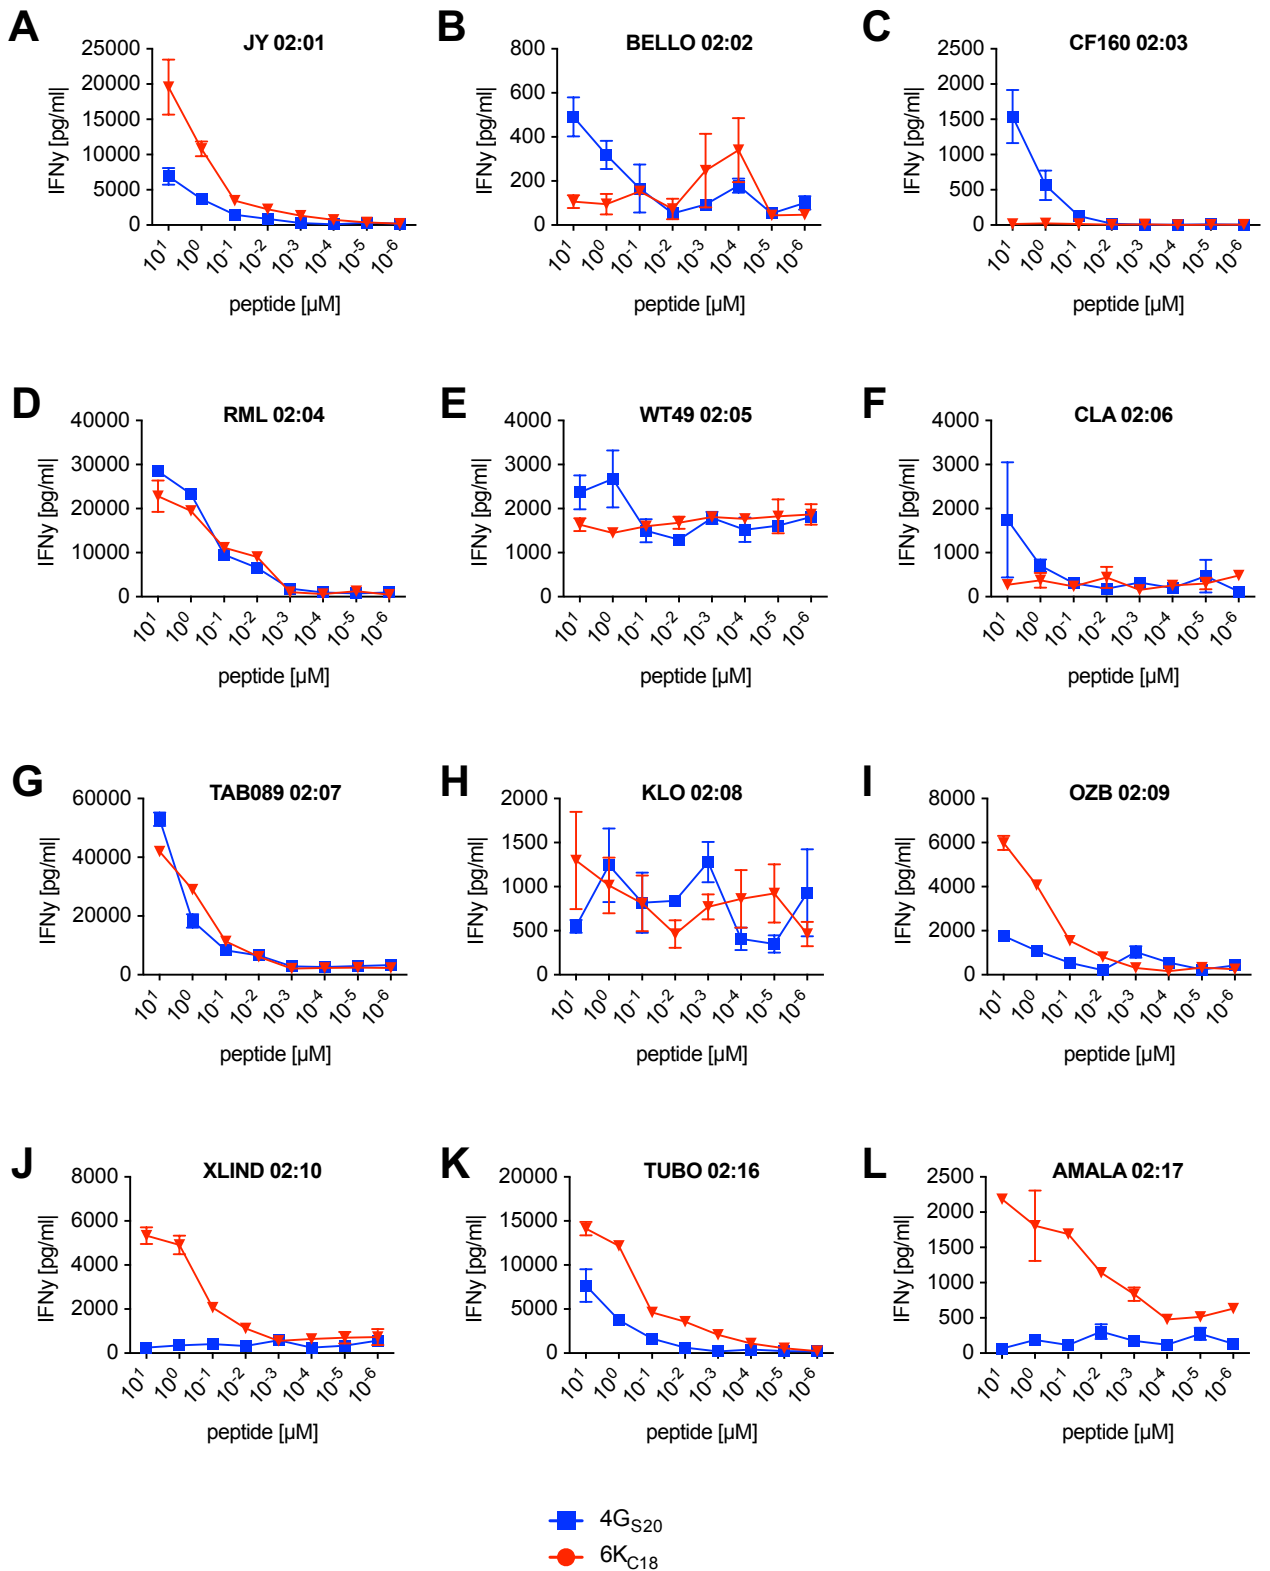 A
JY 02:01
IFNy [pg/ml|
25000
20000
15000
10000
5000
0
10¹ 10⁰ 10⁻¹ 10⁻² 10⁻³ 10⁻⁴ 10⁻⁵ 10⁻⁶
peptide [µM]
B
BELLO 02:02
IFNy [pg/ml|
800
600
400
200
0
10¹ 10⁰ 10⁻¹ 10⁻² 10⁻³ 10⁻⁴ 10⁻⁵ 10⁻⁶
peptide [µM]
C
CF160 02:03
IFNy [pg/ml|
2500
2000
1500
1000
500
0
10¹ 10⁰ 10⁻¹ 10⁻² 10⁻³ 10⁻⁴ 10⁻⁵ 10⁻⁶
peptide [µM]
D
RML 02:04
IFNy [pg/ml|
40000
30000
20000
10000
0
10¹ 10⁰ 10⁻¹ 10⁻² 10⁻³ 10⁻⁴ 10⁻⁵ 10⁻⁶
peptide [µM]
E
WT49 02:05
IFNy [pg/ml|
4000
3000
2000
1000
0
10¹ 10⁰ 10⁻¹ 10⁻² 10⁻³ 10⁻⁴ 10⁻⁵ 10⁻⁶
peptide [µM]
F
CLA 02:06
IFNy [pg/ml|
4000
3000
2000
1000
0
10¹ 10⁰ 10⁻¹ 10⁻² 10⁻³ 10⁻⁴ 10⁻⁵ 10⁻⁶
peptide [µM]
G
TAB089 02:07
IFNy [pg/ml|
60000
40000
20000
0
10¹ 10⁰ 10⁻¹ 10⁻² 10⁻³ 10⁻⁴ 10⁻⁵ 10⁻⁶
peptide [µM]
H
KLO 02:08
IFNy [pg/ml|
2000
1500
1000
500
0
10¹ 10⁰ 10⁻¹ 10⁻² 10⁻³ 10⁻⁴ 10⁻⁵ 10⁻⁶
peptide [µM]
I
OZB 02:09
IFNy [pg/ml|
8000
6000
4000
2000
0
10¹ 10⁰ 10⁻¹ 10⁻² 10⁻³ 10⁻⁴ 10⁻⁵ 10⁻⁶
peptide [µM]
J
XLIND 02:10
IFNy [pg/ml|
8000
6000
4000
2000
0
10¹ 10⁰ 10⁻¹ 10⁻² 10⁻³ 10⁻⁴ 10⁻⁵ 10⁻⁶
peptide [µM]
K
TUBO 02:16
IFNy [pg/ml|
20000
15000
10000
5000
0
10¹ 10⁰ 10⁻¹ 10⁻² 10⁻³ 10⁻⁴ 10⁻⁵ 10⁻⁶
peptide [µM]
L
AMALA 02:17
IFNy [pg/ml|
2500
2000
1500
1000
500
0
10¹ 10⁰ 10⁻¹ 10⁻² 10⁻³ 10⁻⁴ 10⁻⁵ 10⁻⁶
peptide [µM]
4G S20
6K C18